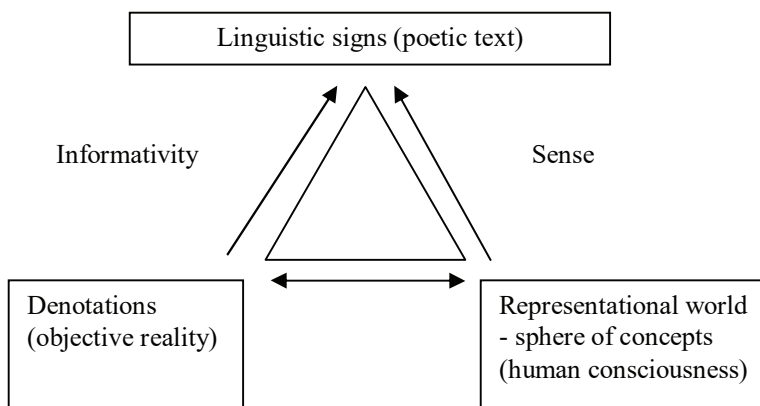 Linguistic signs (poetic text)
Informativity
Sense
Denotations
(objective reality)
Representational world
- sphere of concepts
(human consciousness)